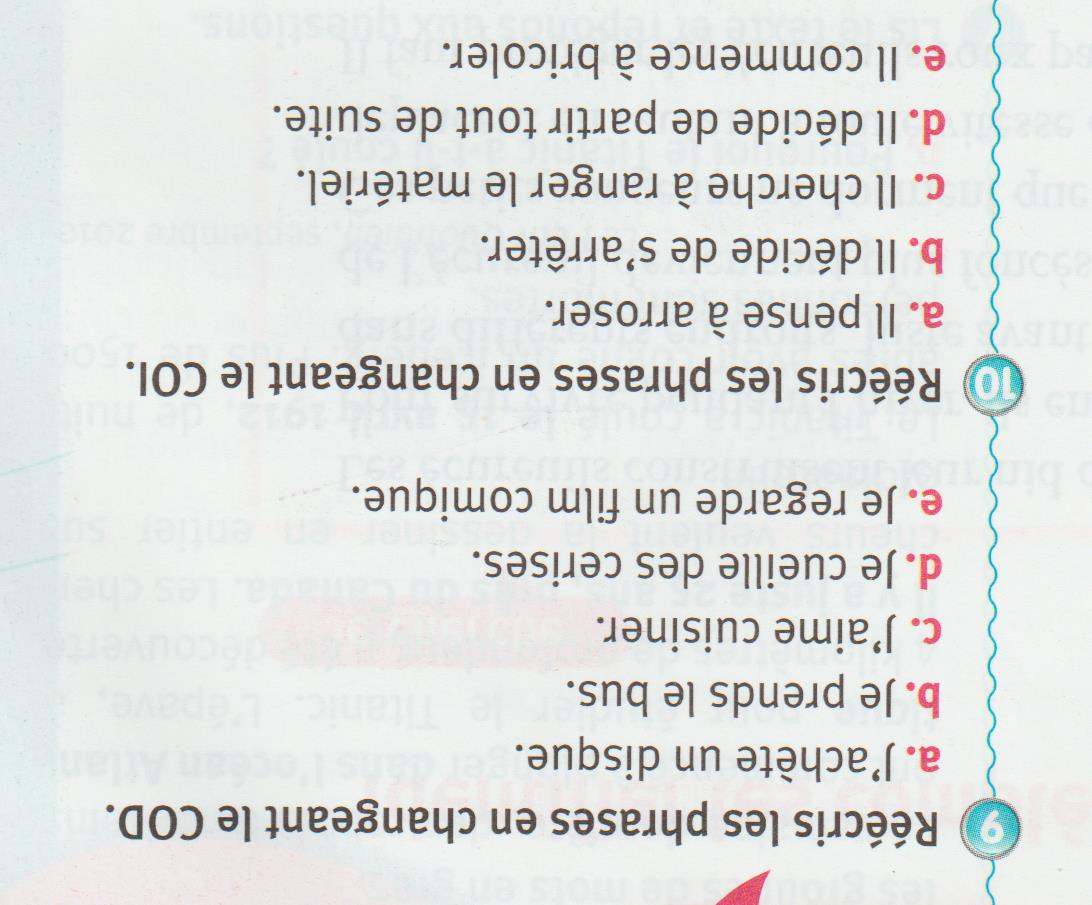 9 Réécris les phrases en changeant le COD.
a. J'achète un disque.
b. Je prends le bus.
c. J'aime cuisiner.
d. Je cueille des cerises.
e. Je regarde un film comique.
10 Réécris les phrases en changeant le COI.
a. Il pense à arroser.
b. Il décide de s'arrêter.
c. Il cherche à ranger le matériel.
d. Il décide de partir tout de suite.
e. Il commence à bricoler.